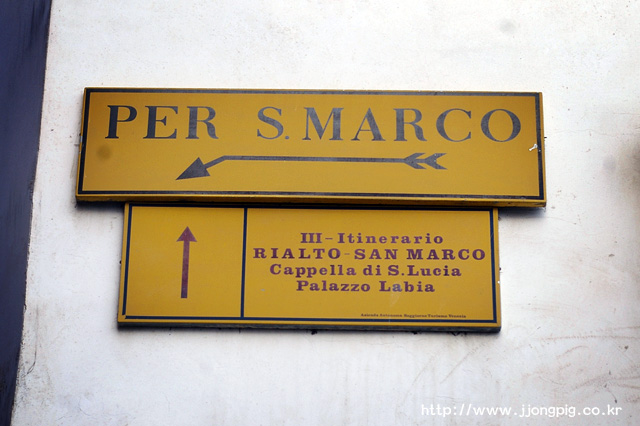 PER S. MARCO
III-Itinerario
RIALTO-SAN MARCO
Cappella di S.Lucia
Palazzo Labia
http://www.jjongpig.co.kr